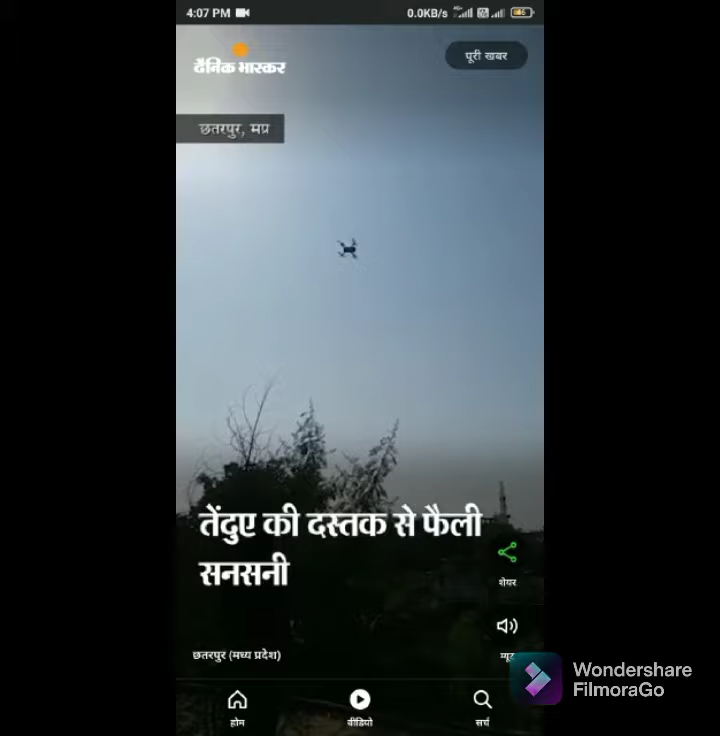 4:07 PM
0.0KB/s
दैनिक भास्कर
पूरी खबर
छतरपुर, मप्र
तेंदुए की दस्तक से फैली
सनसनी
शेयर
छतरपुर (मध्य प्रदेश)
होम
वीडियो
सर्च
Wondershare
FilmoraGo